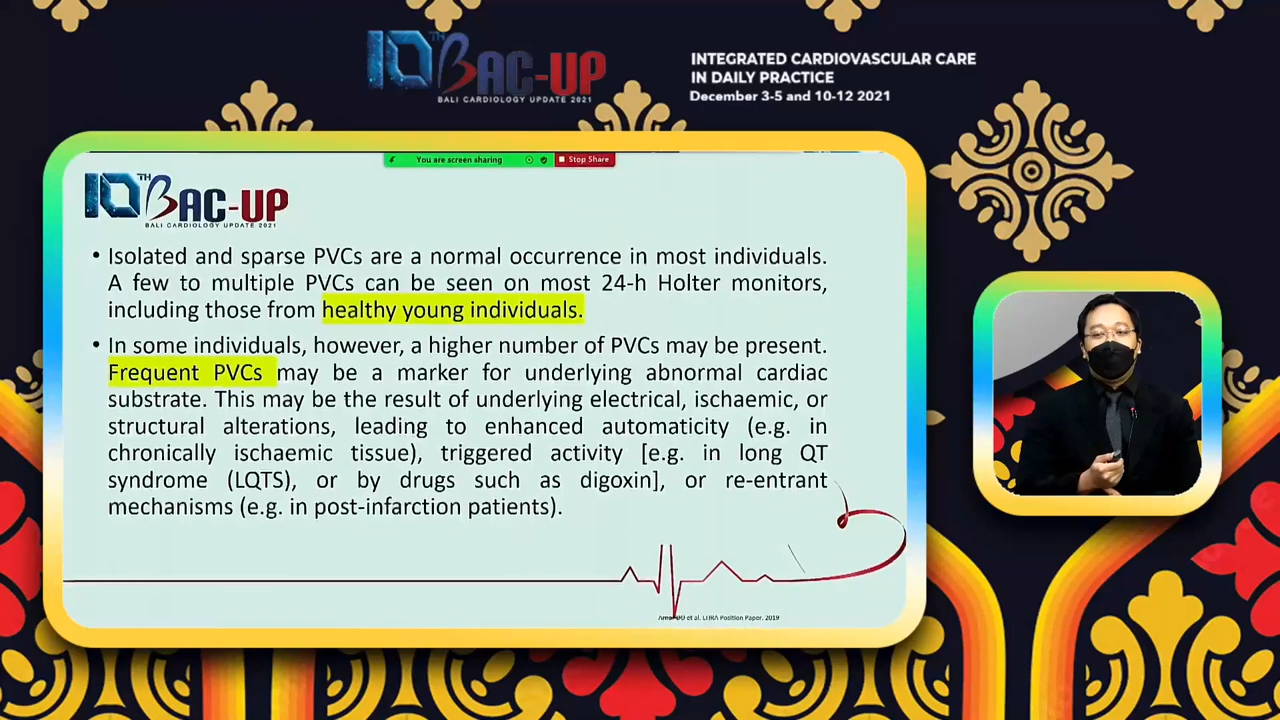 10TH BAC-UP
BALI CARDIOLOGY UPDATE 2021
INTEGRATED CARDIOVASCULAR CARE
IN DAILY PRACTICE
December 3-5 and 10-12 2021
You are screen sharing
Stop Share
10TH BAC-UP
BALI CARDIOLOGY UPDATE 2021
• Isolated and sparse PVCs are a normal occurrence in most individuals.
A few to multiple PVCs can be seen on most 24-h Holter monitors,
including those from healthy young individuals.
• In some individuals, however, a higher number of PVCs may be present.
Frequent PVCs may be a marker for underlying abnormal cardiac
substrate. This may be the result of underlying electrical, ischaemic, or
structural alterations, leading to enhanced automaticity (e.g. in
chronically ischaemic tissue), triggered activity [e.g. in long QT
syndrome (LQTS), or by drugs such as digoxin], or re-entrant
mechanisms (e.g. in post-infarction patients).
et al. Position Paper, 2019